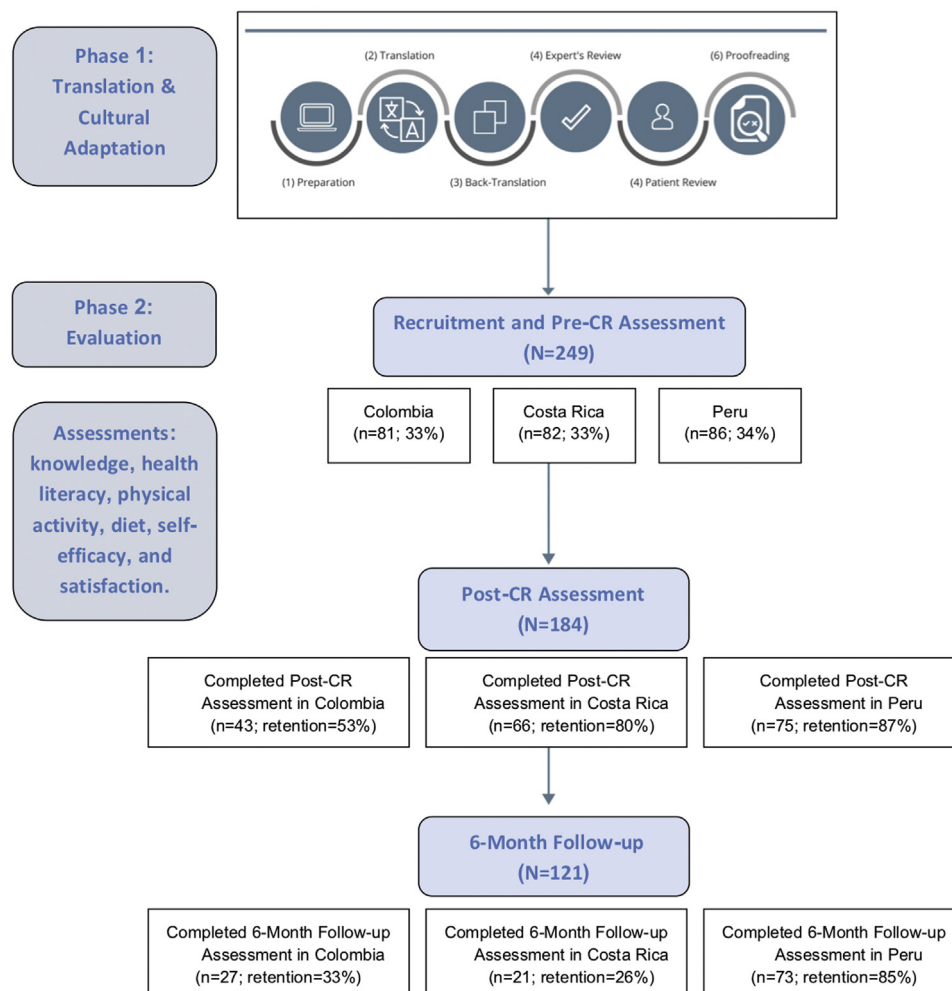 Phase 1:
Translation &
Cultural
Adaptation
(2) Translation
(4) Expert's Review
(6) Proofreading
文
A
(1) Preparation
(3) Back-Translation
(4) Patient Review
Phase 2:
Evaluation
Recruitment and Pre-CR Assessment
(N=249)
Colombia
(n=81; 33%)
Costa Rica
(n=82; 33%)
Peru
(n=86; 34%)
Assessments:
knowledge, health
literacy, physical
activity, diet, self-
efficacy, and
satisfaction.
Post-CR Assessment
(N=184)
Completed Post-CR
Assessment in Colombia
(n=43; retention=53%)
Completed Post-CR
Assessment in Costa Rica
(n=66; retention=80%)
Completed Post-CR
Assessment in Peru
(n=75; retention=87%)
6-Month Follow-up
(N=121)
Completed 6-Month Follow-up
Assessment in Colombia
(n=27; retention=33%)
Completed 6-Month Follow-up
Assessment in Costa Rica
(n=21; retention=26%)
Completed 6-Month Follow-up
Assessment in Peru
(n=73; retention=85%)